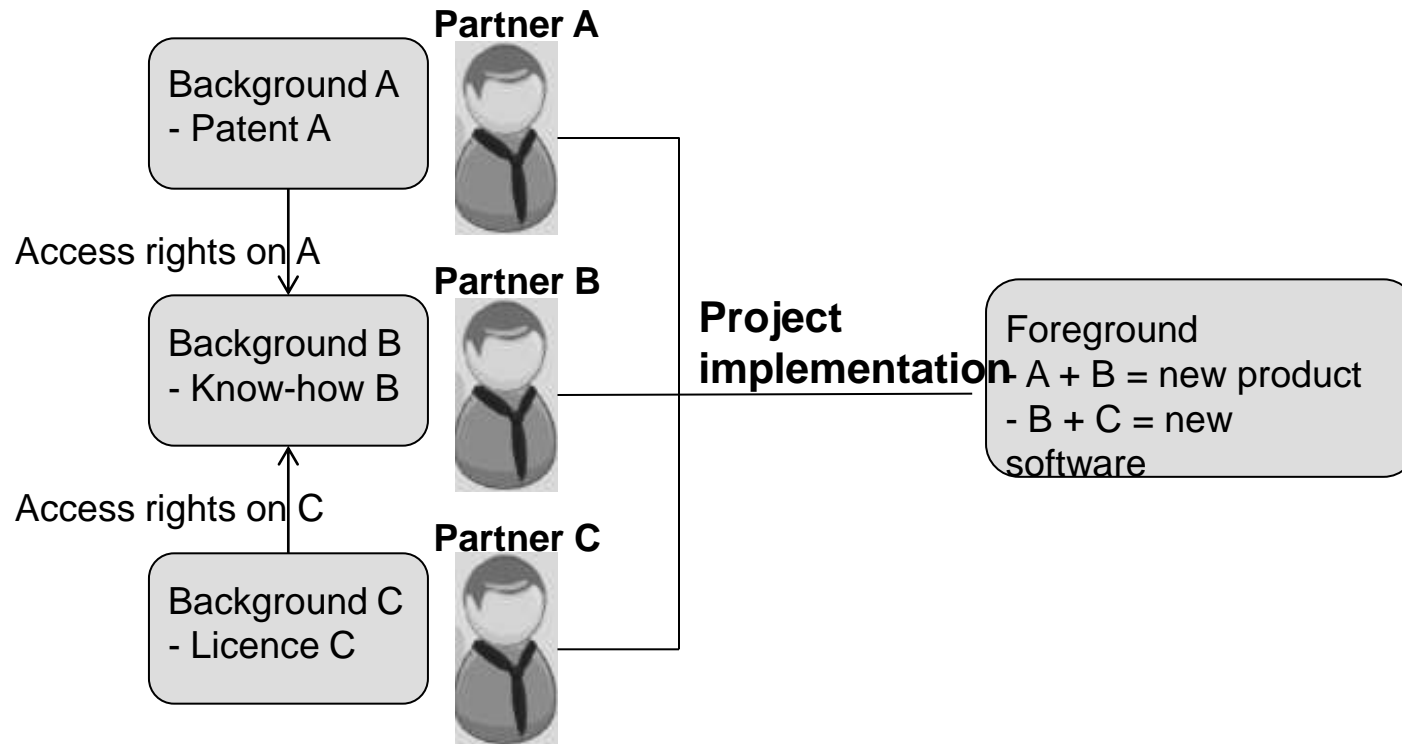 Partner A
Background A
- Patent A
Access rights on A
Partner B
Background B
- Know-how B
Project
implementation
Foreground
- A + B = new product
- B + C = new
software
Access rights on C
Partner C
Background C
- Licence C